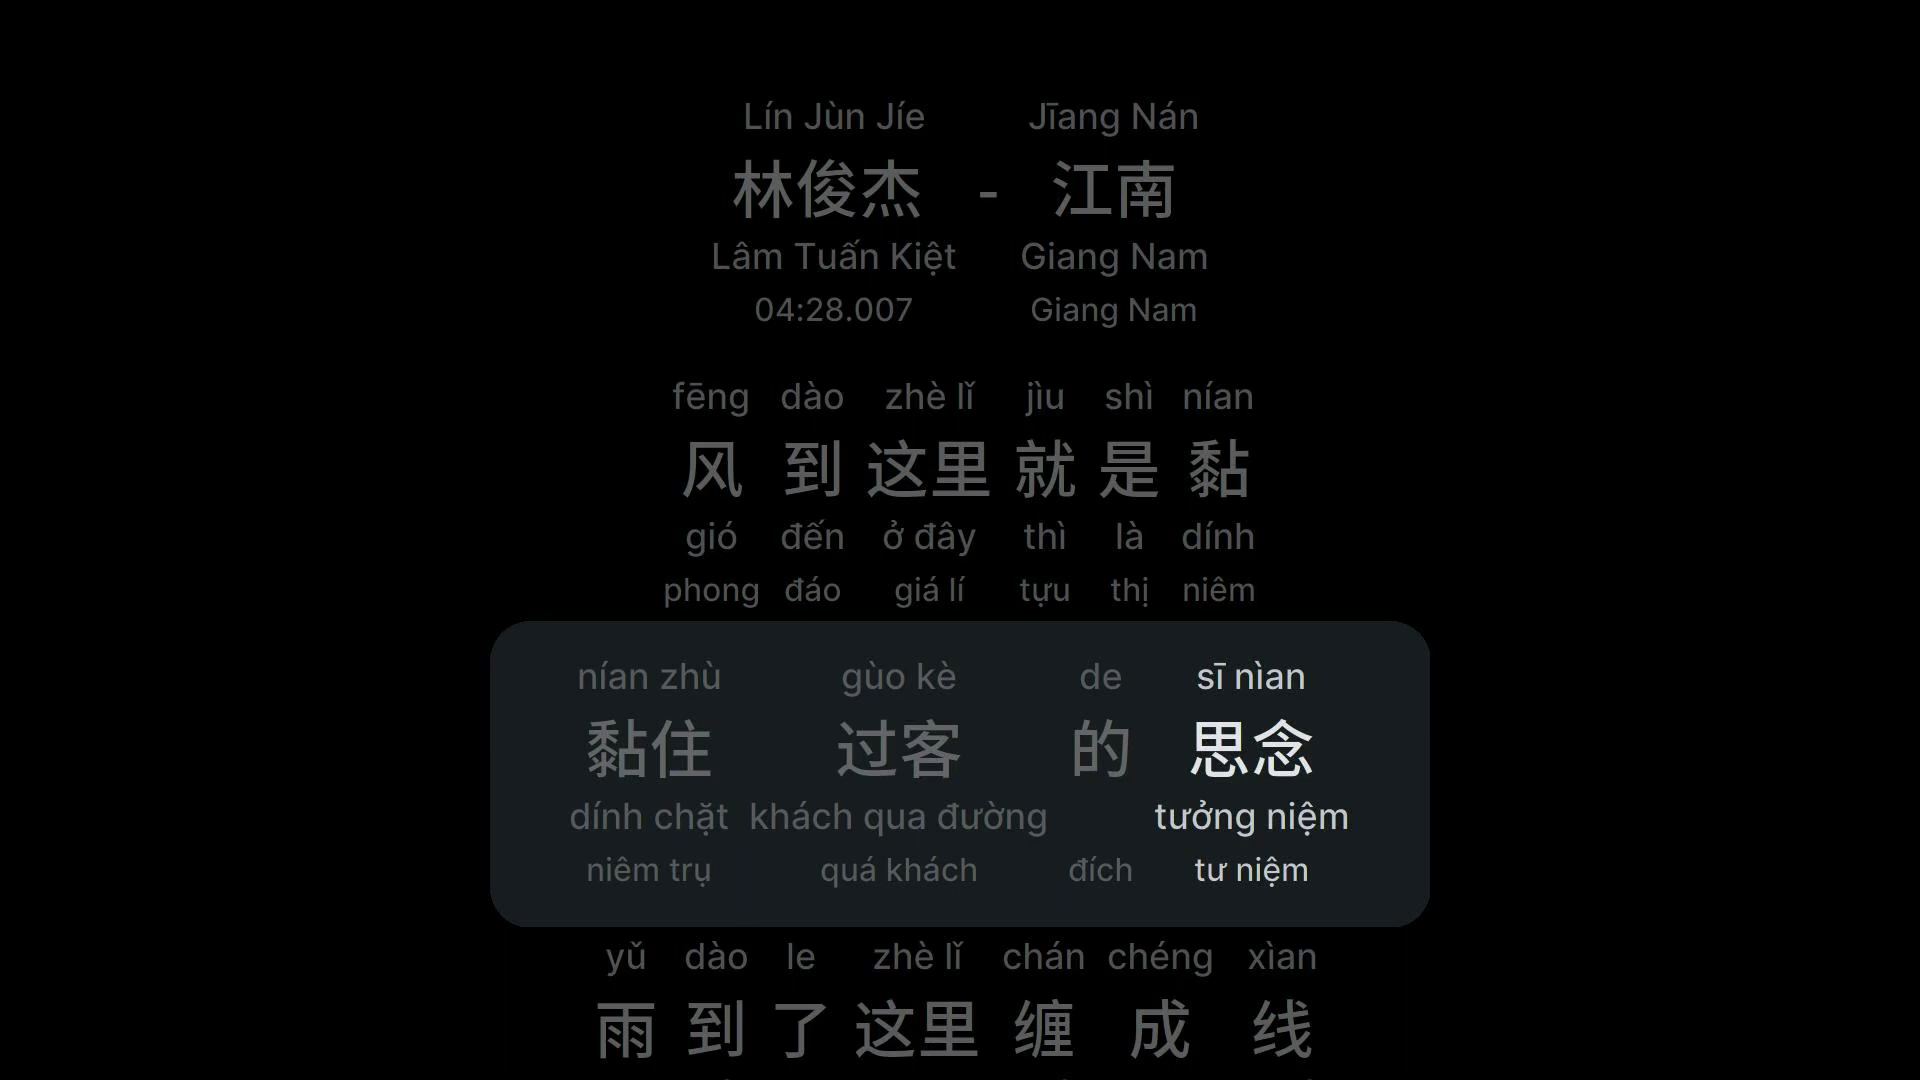 Lín Jùn Jíe Jīang Nán
林俊杰 - 江南
Lâm Tuấn Kiệt Giang Nam
04:28.007 Giang Nam
fēng dào zhè lǐ jìu shì nían
风 到 这里 就 是 黏
gió đến ở đây thì là dính
phong đáo giá lí tựu thị niêm
nían zhù gùo kè de sī nìan
黏住 过客 的 思念
dính chặt khách qua đường tưởng niệm
niêm trụ quá khách đích tư niệm
yǔ dào le zhè lǐ chán chéng xìan
雨 到 了 这里 缠 成 线